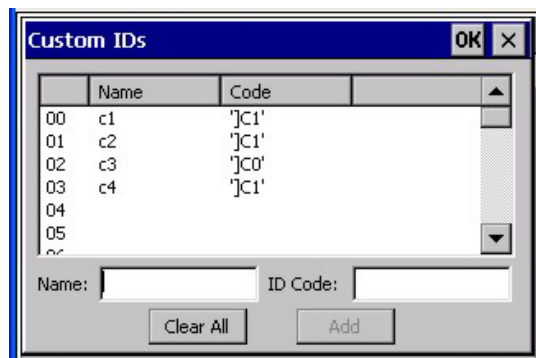 Custom IDs OK ×
Name Code
00 c1 ']C1'
01 c2 ']C1'
02 c3 ']C0'
03 c4 ']C1'
04
05
Name: ID Code:
Clear All Add